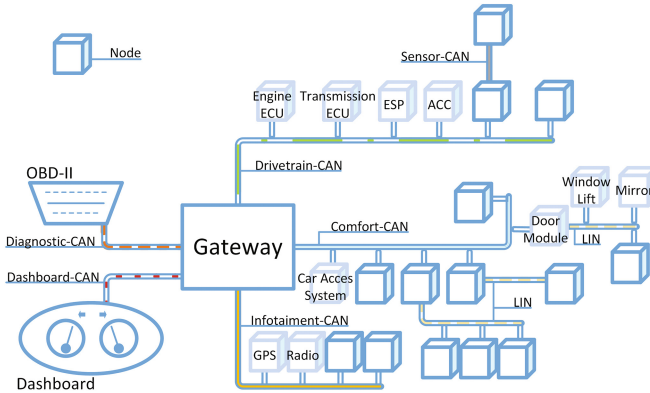 Node
Sensor-CAN
Engine
ECU
Transmission
ECU
ESP
ACC
Drivetrain-CAN
OBD-II
Diagnostic-CAN
Dashboard-CAN
Gateway
Comfort-CAN
Window
Lift
Mirror
Door
Module
LIN
Car Acces
System
LIN
Infotaiment-CAN
GPS
Radio
Dashboard